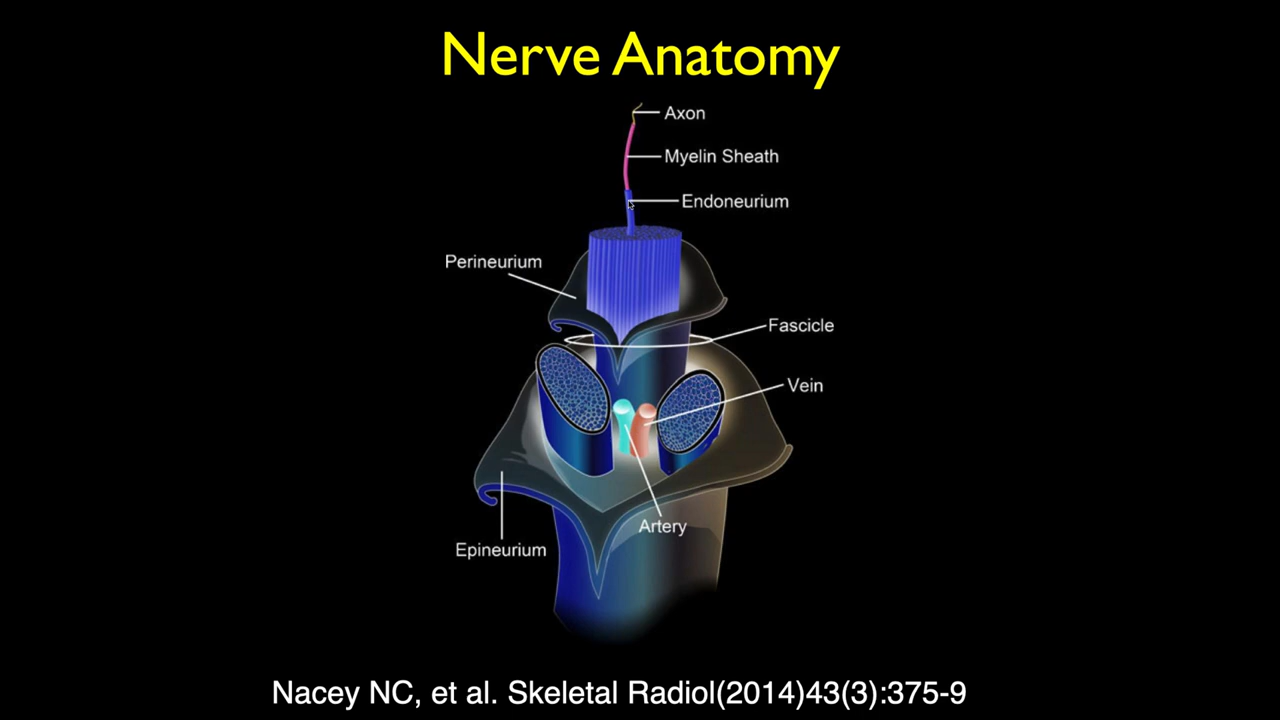 Nerve Anatomy
Axon
Myelin Sheath
Endoneurium
Perineurium
Fascicle
Vein
Artery
Epineurium
Nacey NC, et al. Skeletal Radiol(2014)43(3):375-9